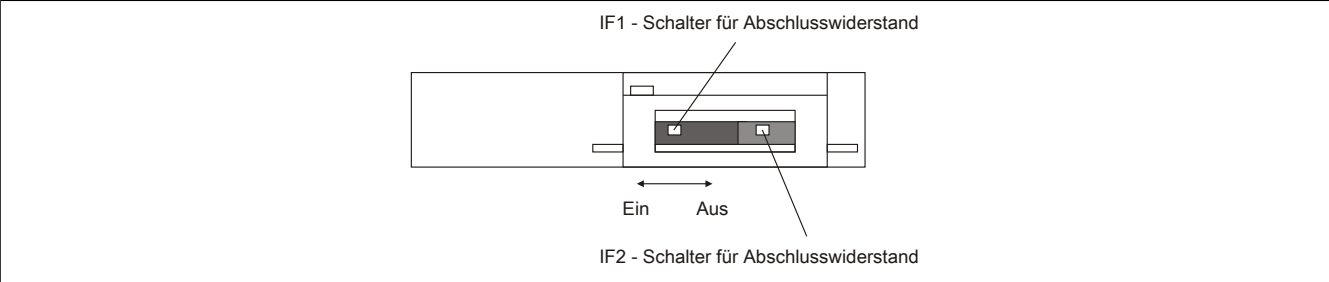 IF1 - Schalter für Abschlusswiderstand
Ein Aus
IF2 - Schalter für Abschlusswiderstand